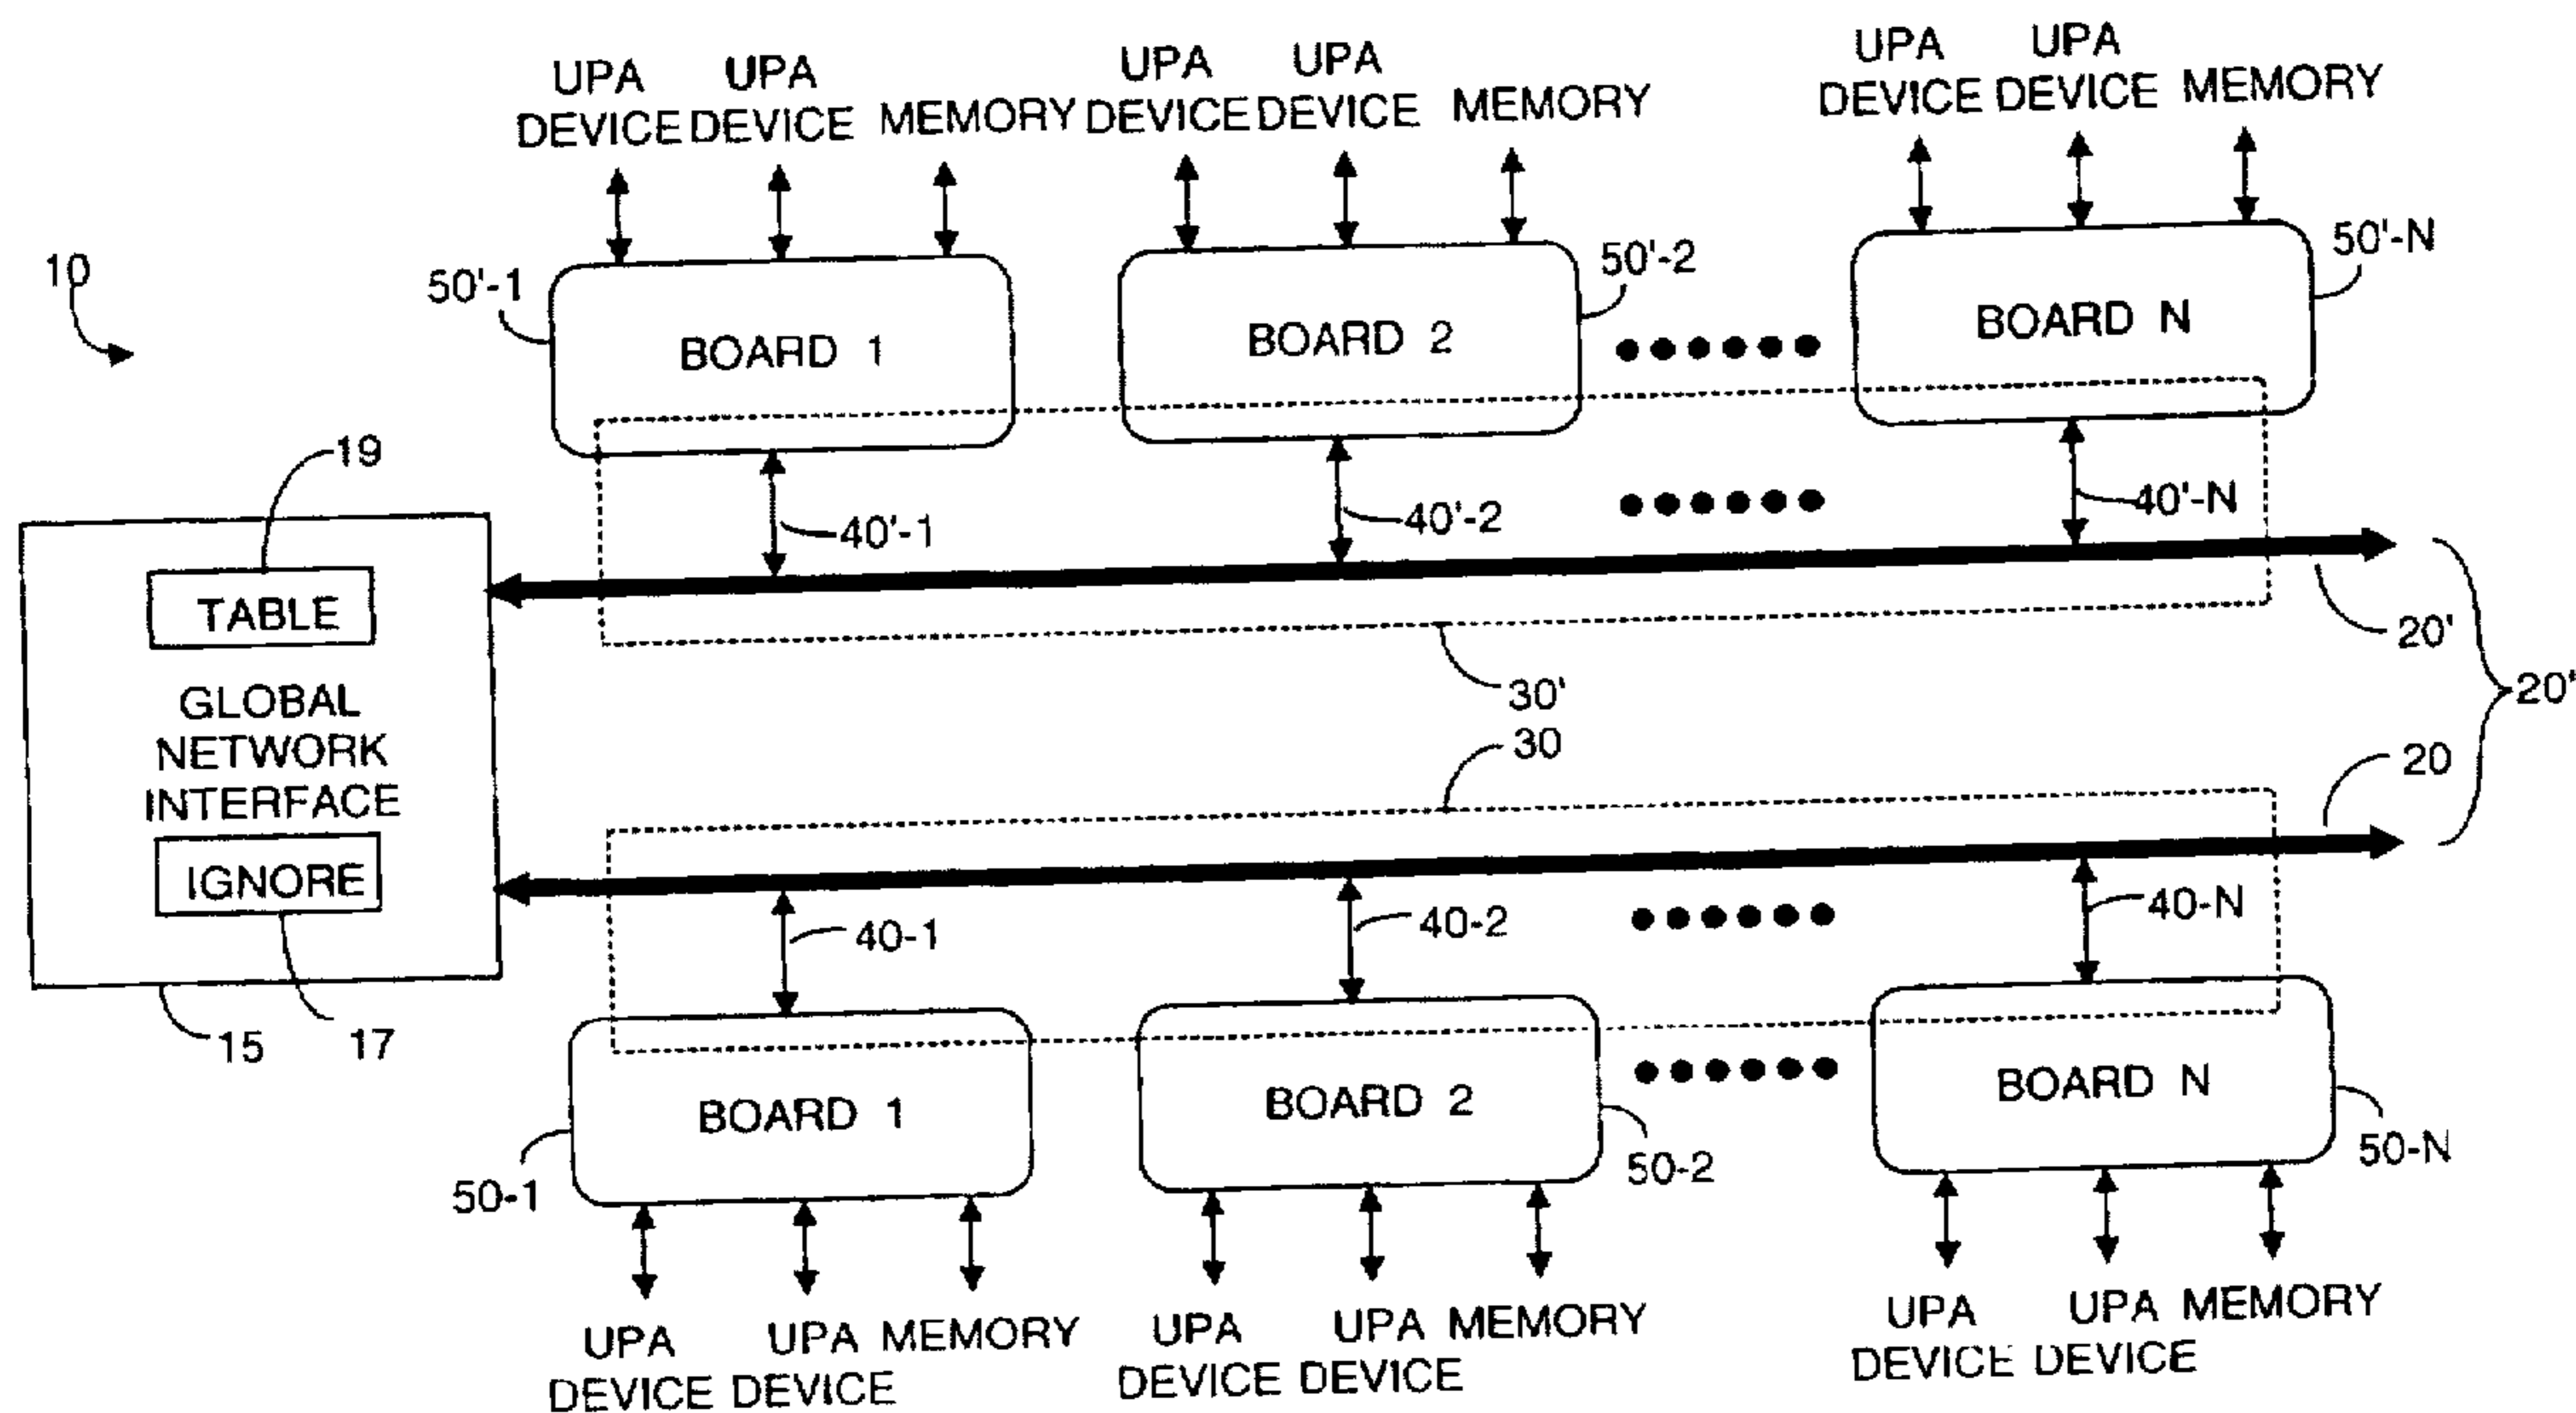 UPA UPA UPA UPA UPA UPA
DEVICE DEVICE MEMORY DEVICE DEVICE MEMORY DEVICE DEVICE MEMORY
10
50'-1
BOARD 1
50'-2
BOARD 2
50'-N
BOARD N
19
40'-1
40'-2
40'-N
TABLE
GLOBAL
NETWORK
INTERFACE
IGNORE
15
17
20'
30'
20'
30
20
40-1
40-2
40-N
BOARD 1
BOARD 2
BOARD N
50-1
50-2
50-N
UPA UPA MEMORY UPA UPA MEMORY UPA UPA MEMORY
DEVICE DEVICE DEVICE DEVICE DEVICE DEVICE